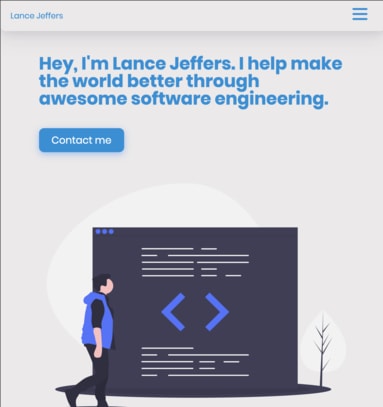 Lance Jeffers
Hey, I'm Lance Jeffers. I help make
the world better through
awesome software engineering.
Contact me